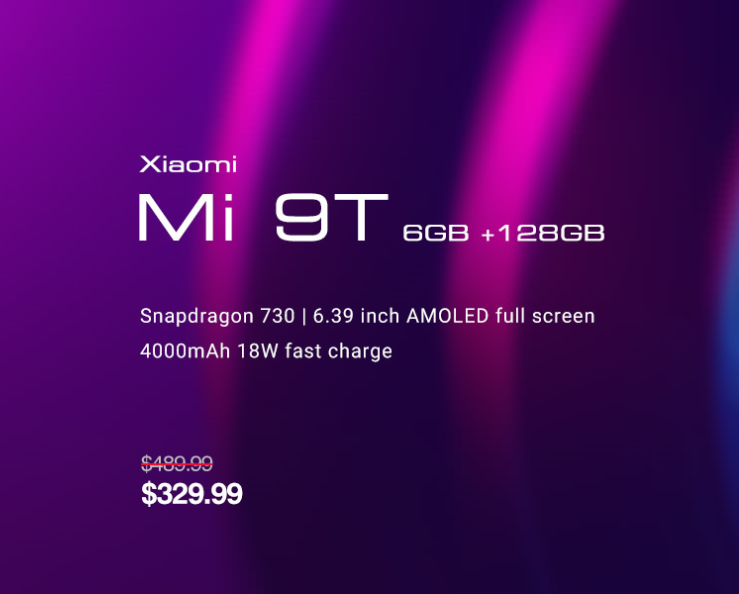 Xiaomi
Mi 9T 6GB +128GB
Snapdragon 730 | 6.39 inch AMOLED full screen
4000mAh 18W fast charge
$489.99
$329.99